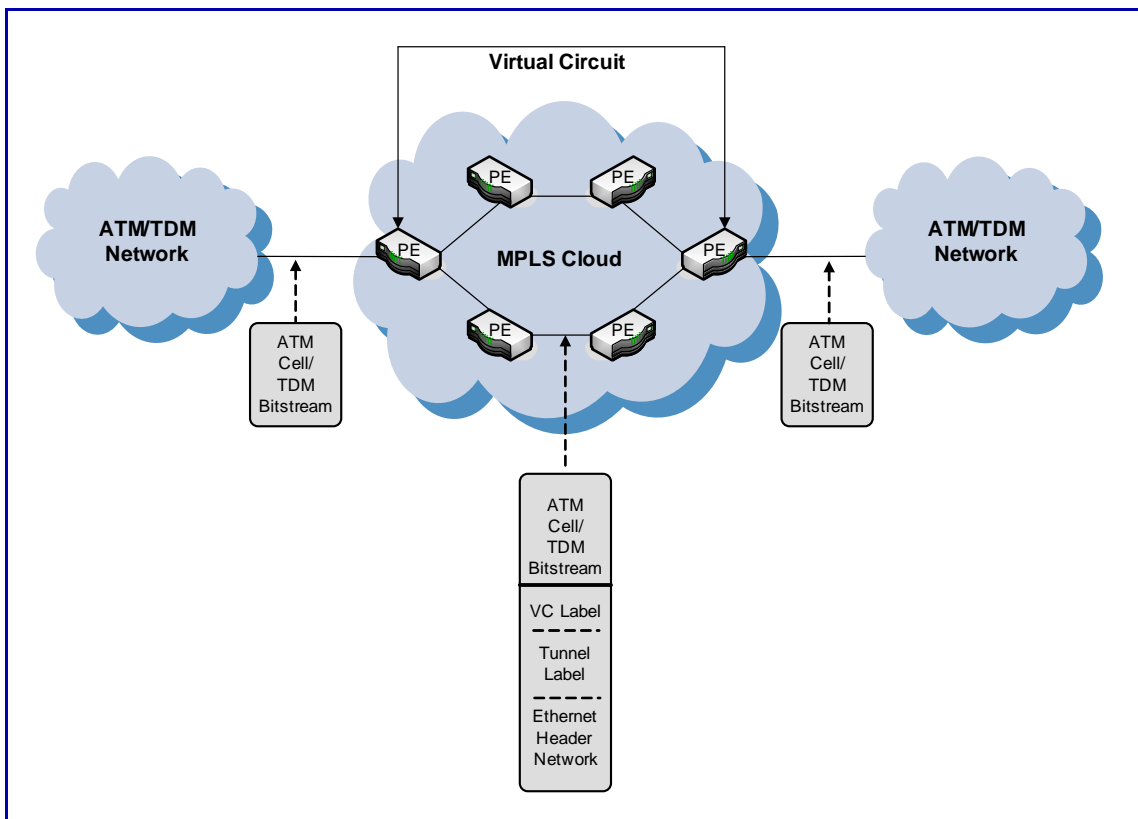 Virtual Circuit
PE
PE
ATM/TDM
Network
PE
MPLS Cloud
PE
ATM/TDM
Network
PE
PE
ATM
Cell/
TDM
Bitstream
ATM
Cell/
TDM
Bitstream
ATM
Cell/
TDM
Bitstream
VC Label
Tunnel
Label
Ethernet
Header
Network